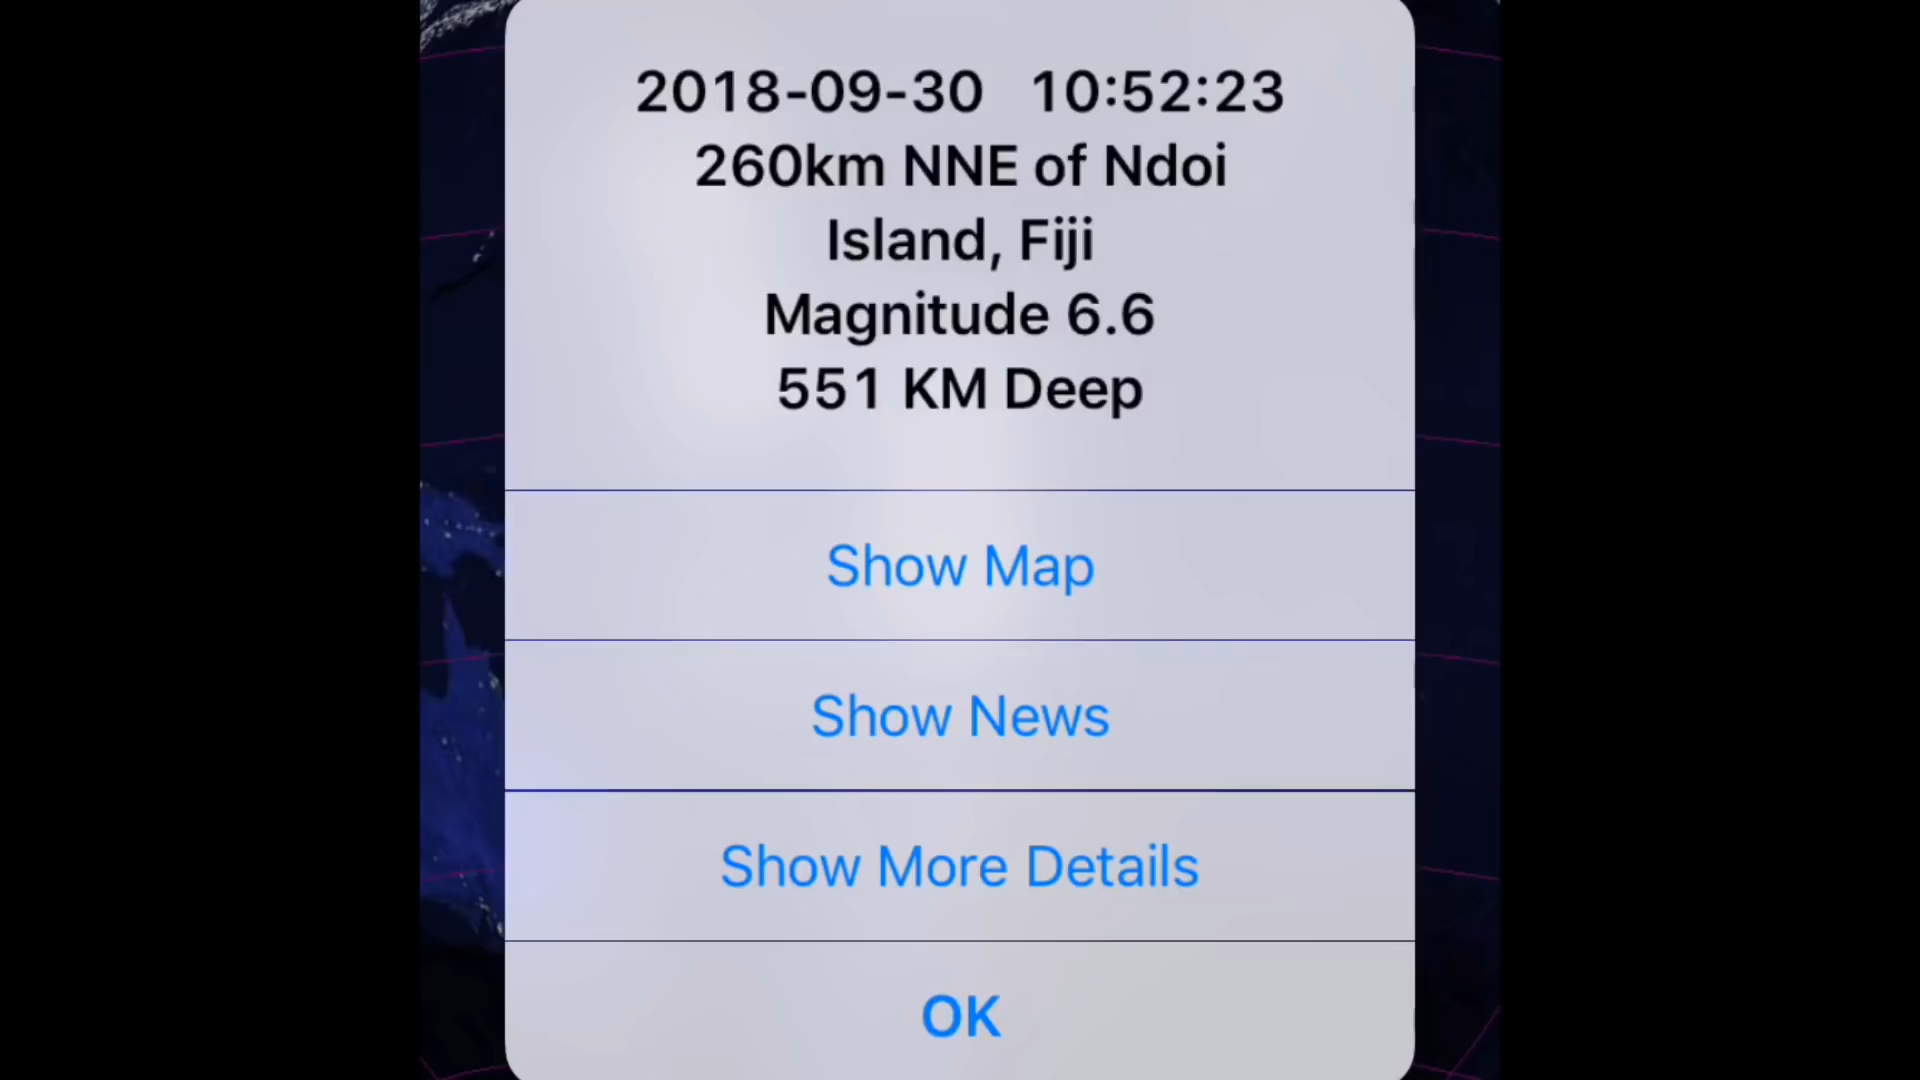 2018-09-30 10:52:23
260km NNE of Ndoi
Island, Fiji
Magnitude 6.6
551 KM Deep
Show Map
Show News
Show More Details
OK